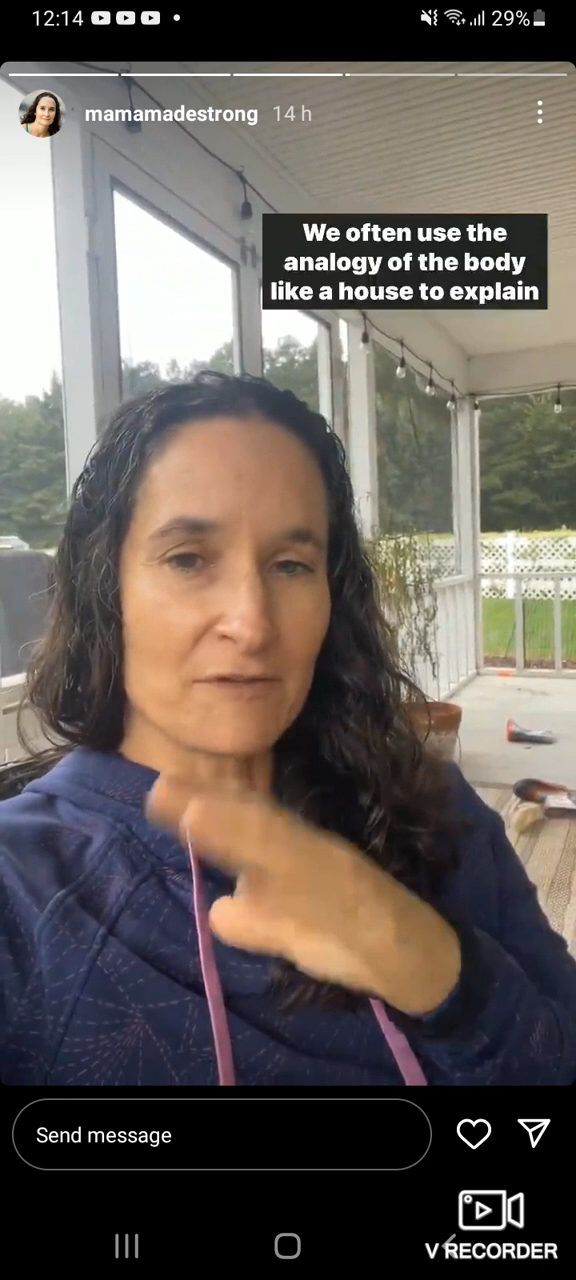 12:14
29%
mamamadestrong 14 h
We often use the
analogy of the body
like a house to explain
Send message
V RECORDER